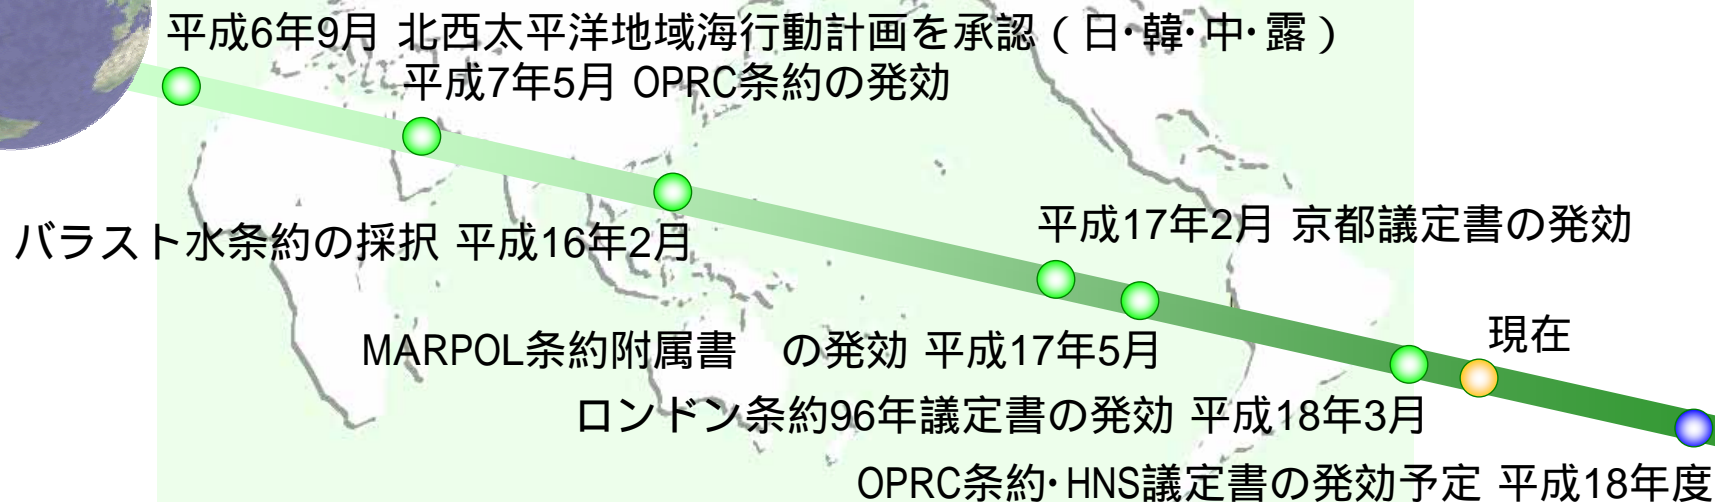 平成6年9月 北西太平洋地域海行動計画を承認（日・韓・中・露）
平成7年5月 OPRC条約の発効
バラスト水条約の採択 平成16年2月
平成17年2月 京都議定書の発効
MARPOL条約附属書　の発効 平成17年5月
現在
ロンドン条約96年議定書の発効 平成18年3月
OPRC条約・HNS議定書の発効予定 平成18年度